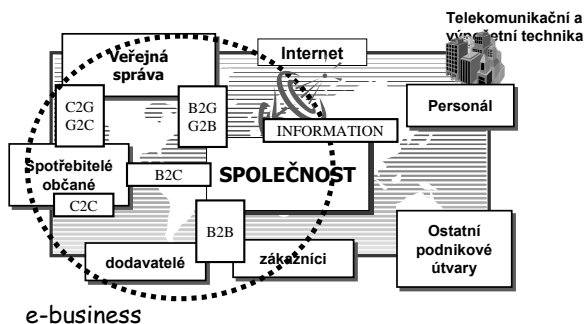 Telekomunikační a
výpočetní technika
Veřejná
správa
Internet
C2G
G2C
B2G
G2B
Personál
INFORMATION
Spotřebitelé
občané
B2C
SPOLEČNOST
C2C
B2B
Ostatní
podnikové
útvary
dodavatelé
zákazníci
e-business